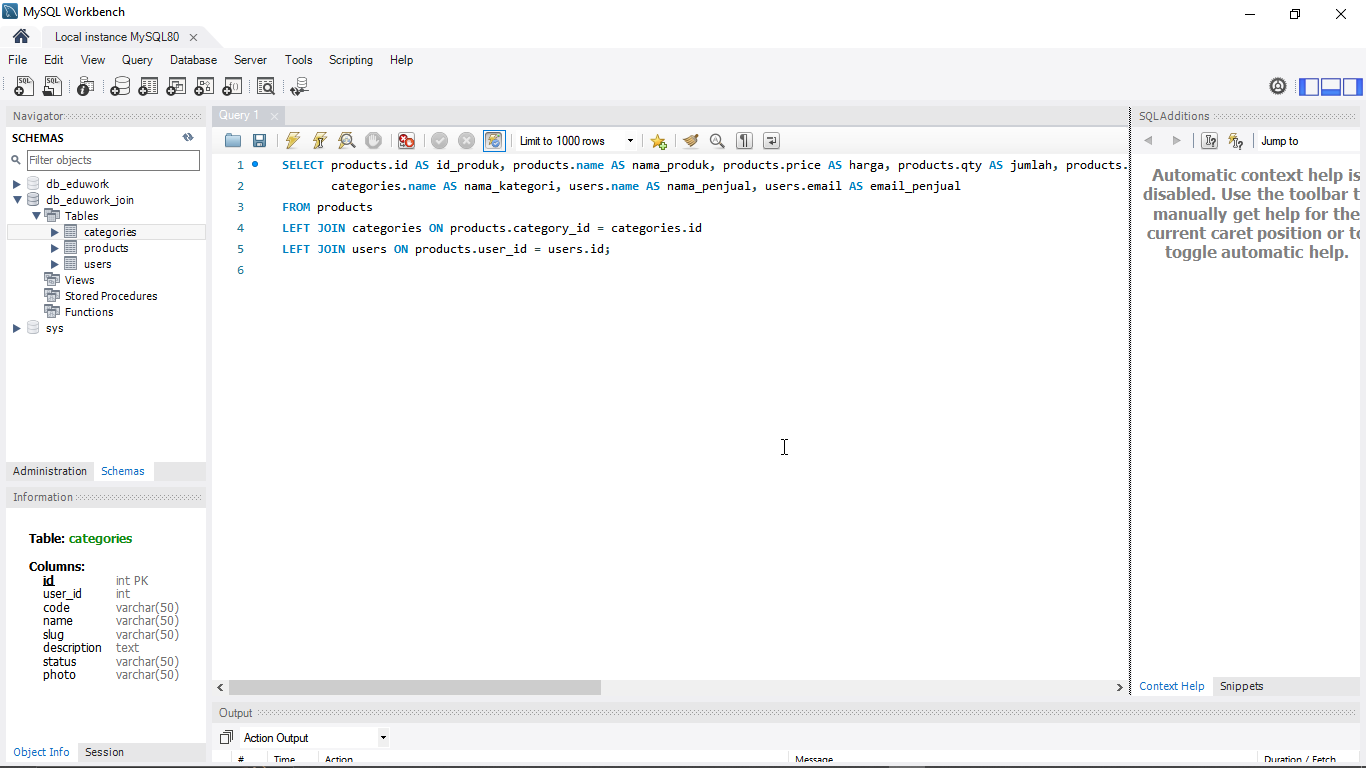 MySQL Workbench
Local instance MySQL80
File Edit View Query Database Server Tools Scripting Help
Navigator
SCHEMAS
Filter objects
db_eduwork
db_eduwork_join
Tables
categories
products
users
Views
Stored Procedures
Functions
sys
Administration Schemas
Information
Table: categories
Columns:
id int PK
user_id int
code varchar(50)
name varchar(50)
slug varchar(50)
description text
status varchar(50)
photo varchar(50)
Object Info Session
Query 1
Limit to 1000 rows
1 SELECT products.id AS id_produk, products.name AS nama_produk, products.price AS harga, products.qty AS jumlah, products.
2 categories.name AS nama_kategori, users.name AS nama_penjual, users.email AS email_penjual
3 FROM products
4 LEFT JOIN categories ON products.category_id = categories.id
5 LEFT JOIN users ON products.user_id = users.id;
6
SQLAdditions
Jump to
Automatic context help is
disabled. Use the toolbar t
manually get help for the
current caret position or to
toggle automatic help.
Context Help Snippets
Output
Action Output
# Time Action Message Duration / Fetch